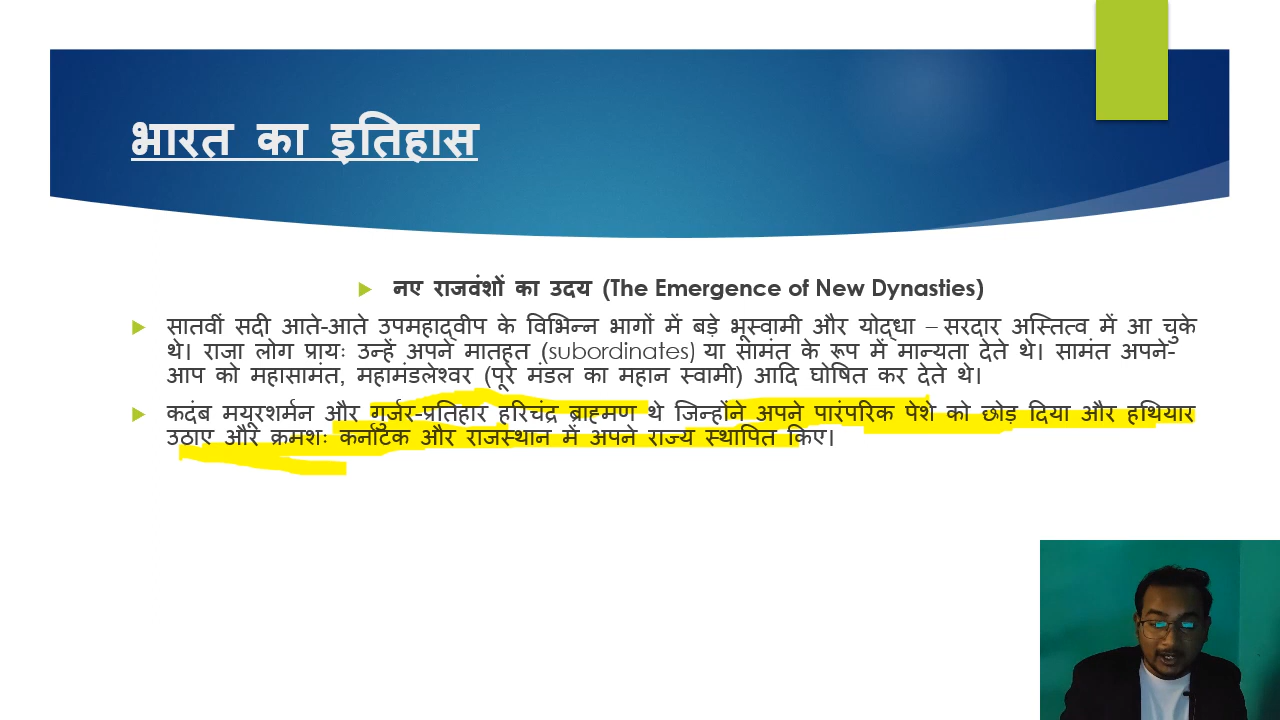 भारत का इतिहास
नए राजवंशों का उदय (The Emergence of New Dynasties)
सातवीं सदी आते-आते उपमहाद्वीप के विभिन्न भागों में बड़े भूस्वामी और योद्धा – सरदार अस्तित्व में आ चुके
थे। राजा लोग प्रायः उन्हें अपने मातहत (subordinates) या सामंत के रूप में मान्यता देते थे। सामंत अपने-
आप को महासामंत, महामंडलेश्वर (पूरे मंडल का महान स्वामी) आदि घोषित कर देते थे।
कदंब मयूरशर्मन और गुर्जर-प्रतिहार हरिचंद्र ब्राह्मण थे जिन्होंने अपने पारंपरिक पेशे को छोड़ दिया और हथियार
उठाए और क्रमशः कर्नाटक और राजस्थान में अपने राज्य स्थापित किए।